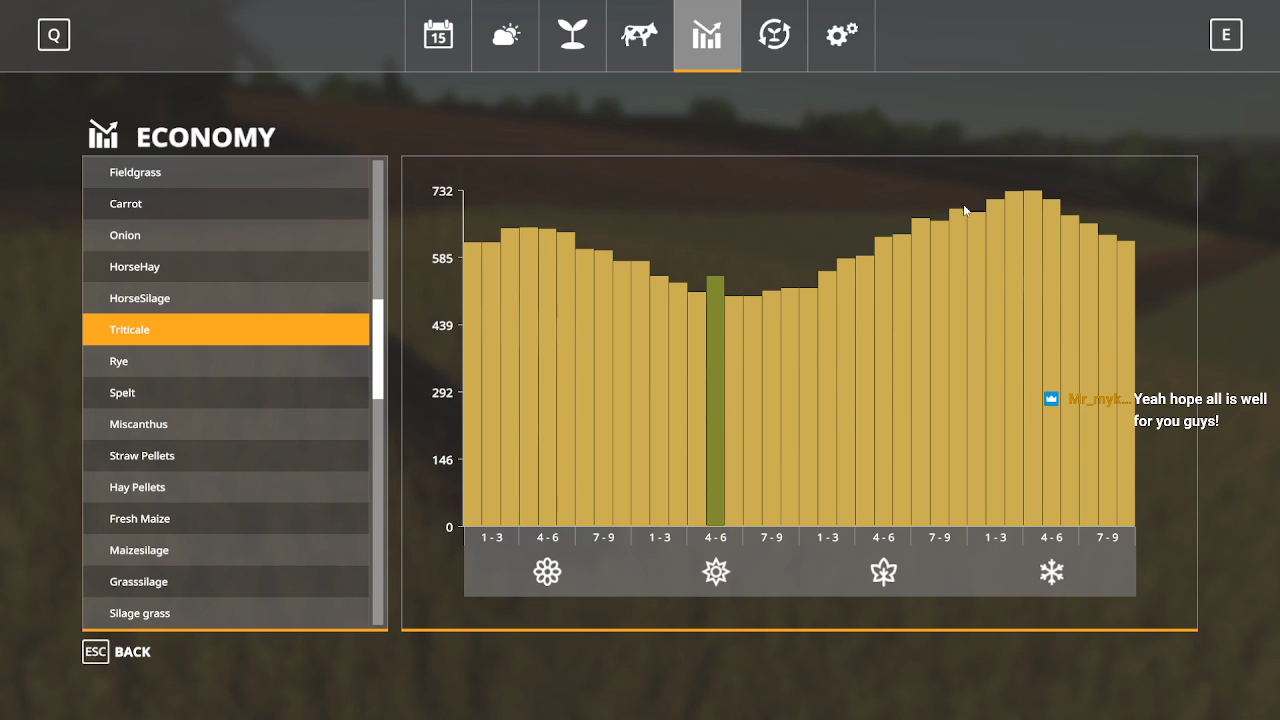 Q
15
E
ECONOMY
Fieldgrass
Carrot
Onion
HorseHay
HorseSilage
Triticale
Rye
Spelt
Miscanthus
Straw Pellets
Hay Pellets
Fresh Maize
Maizesilage
Grasssilage
Silage grass
732
585
439
292
146
0
1 - 3 4 - 6 7 - 9 1 - 3 4 - 6 7 - 9 1 - 3 4 - 6 7 - 9 1 - 3 4 - 6 7 - 9
Mr_myk... Yeah hope all is well
for you guys!
ESC BACK